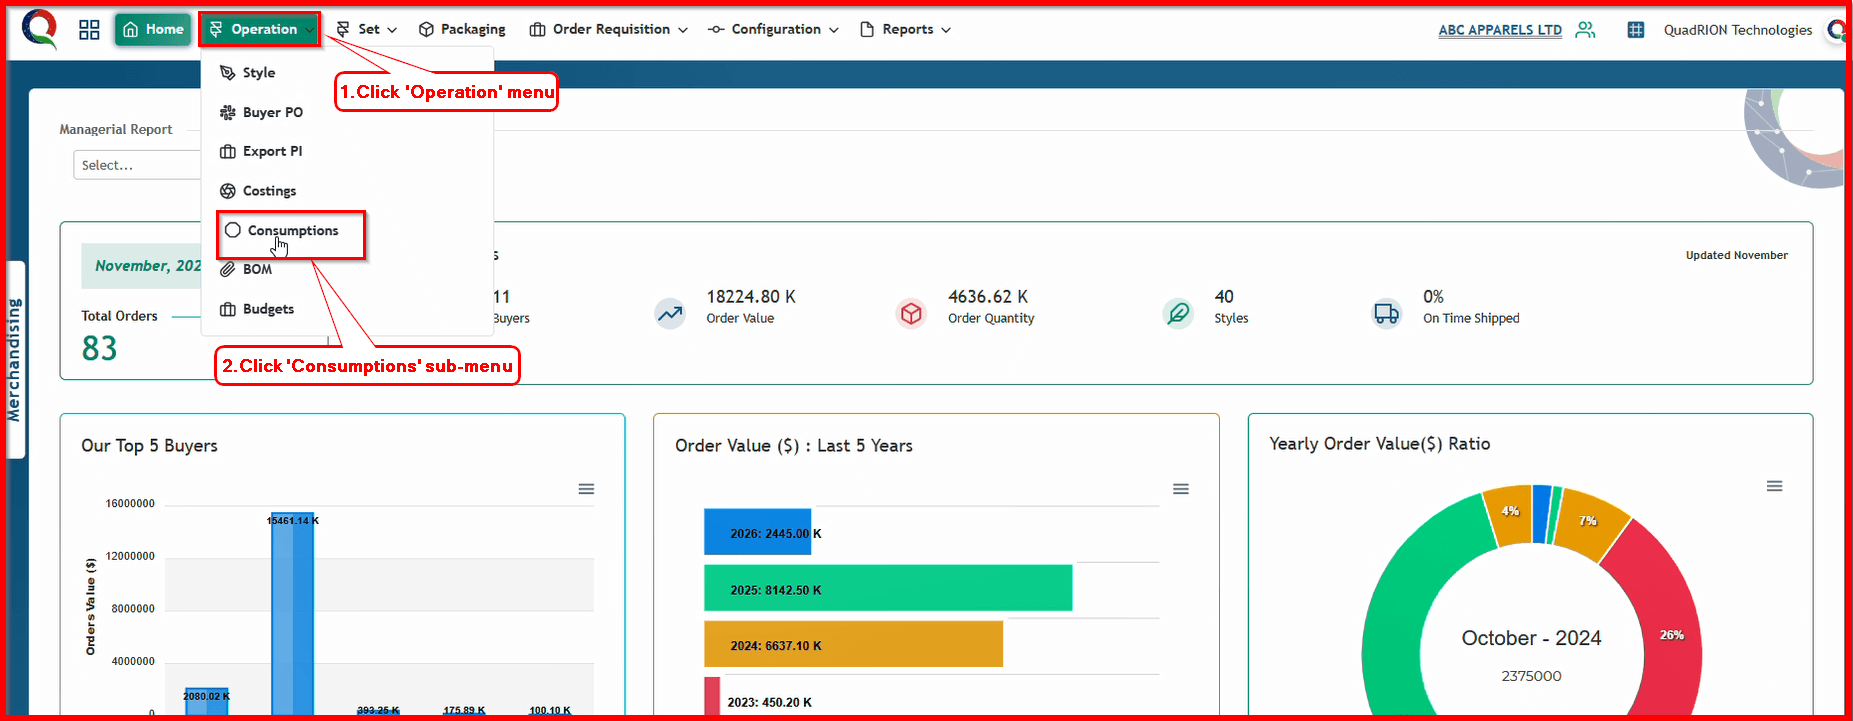 Home
Operation
Set
Packaging
Order Requisition
Configuration
Reports
ABC APPARELS LTD
QuadRION Technologies
Style
1.Click 'Operation' menu
Buyer PO
Managerial Report
Export PI
Select...
Costings
Consumptions
s
Updated November
November, 202
BOM
Merchandising
11
Buyers
18224.80 K
Order Value
4636.62 K
Order Quantity
40
Styles
0%
On Time Shipped
Total Orders
83
Budgets
2.Click 'Consumptions' sub-menu
Our Top 5 Buyers
Orders Value ($)
16000000
12000000
8000000
4000000
0
2080.02 K
15461.14 K
393.25 K
175.89 K
100.10 K
Order Value ($) : Last 5 Years
2026: 2445.00 K
2025: 8142.50 K
2024: 6637.10 K
2023: 450.20 K
Yearly Order Value($) Ratio
4%
7%
26%
October - 2024
2375000